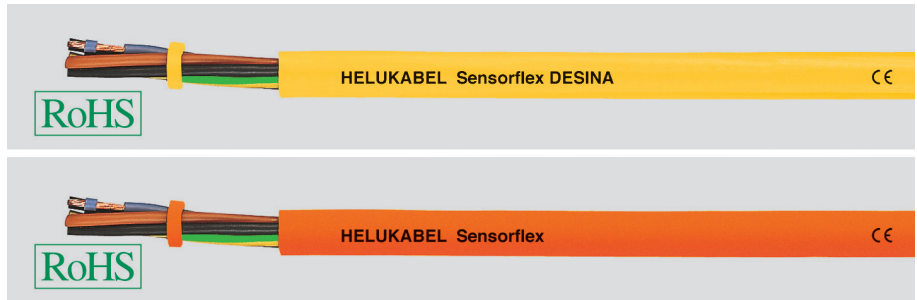 HELUKABEL Sensorflex DESINA CE
RoHS
HELUKABEL Sensorflex CE
RoHS